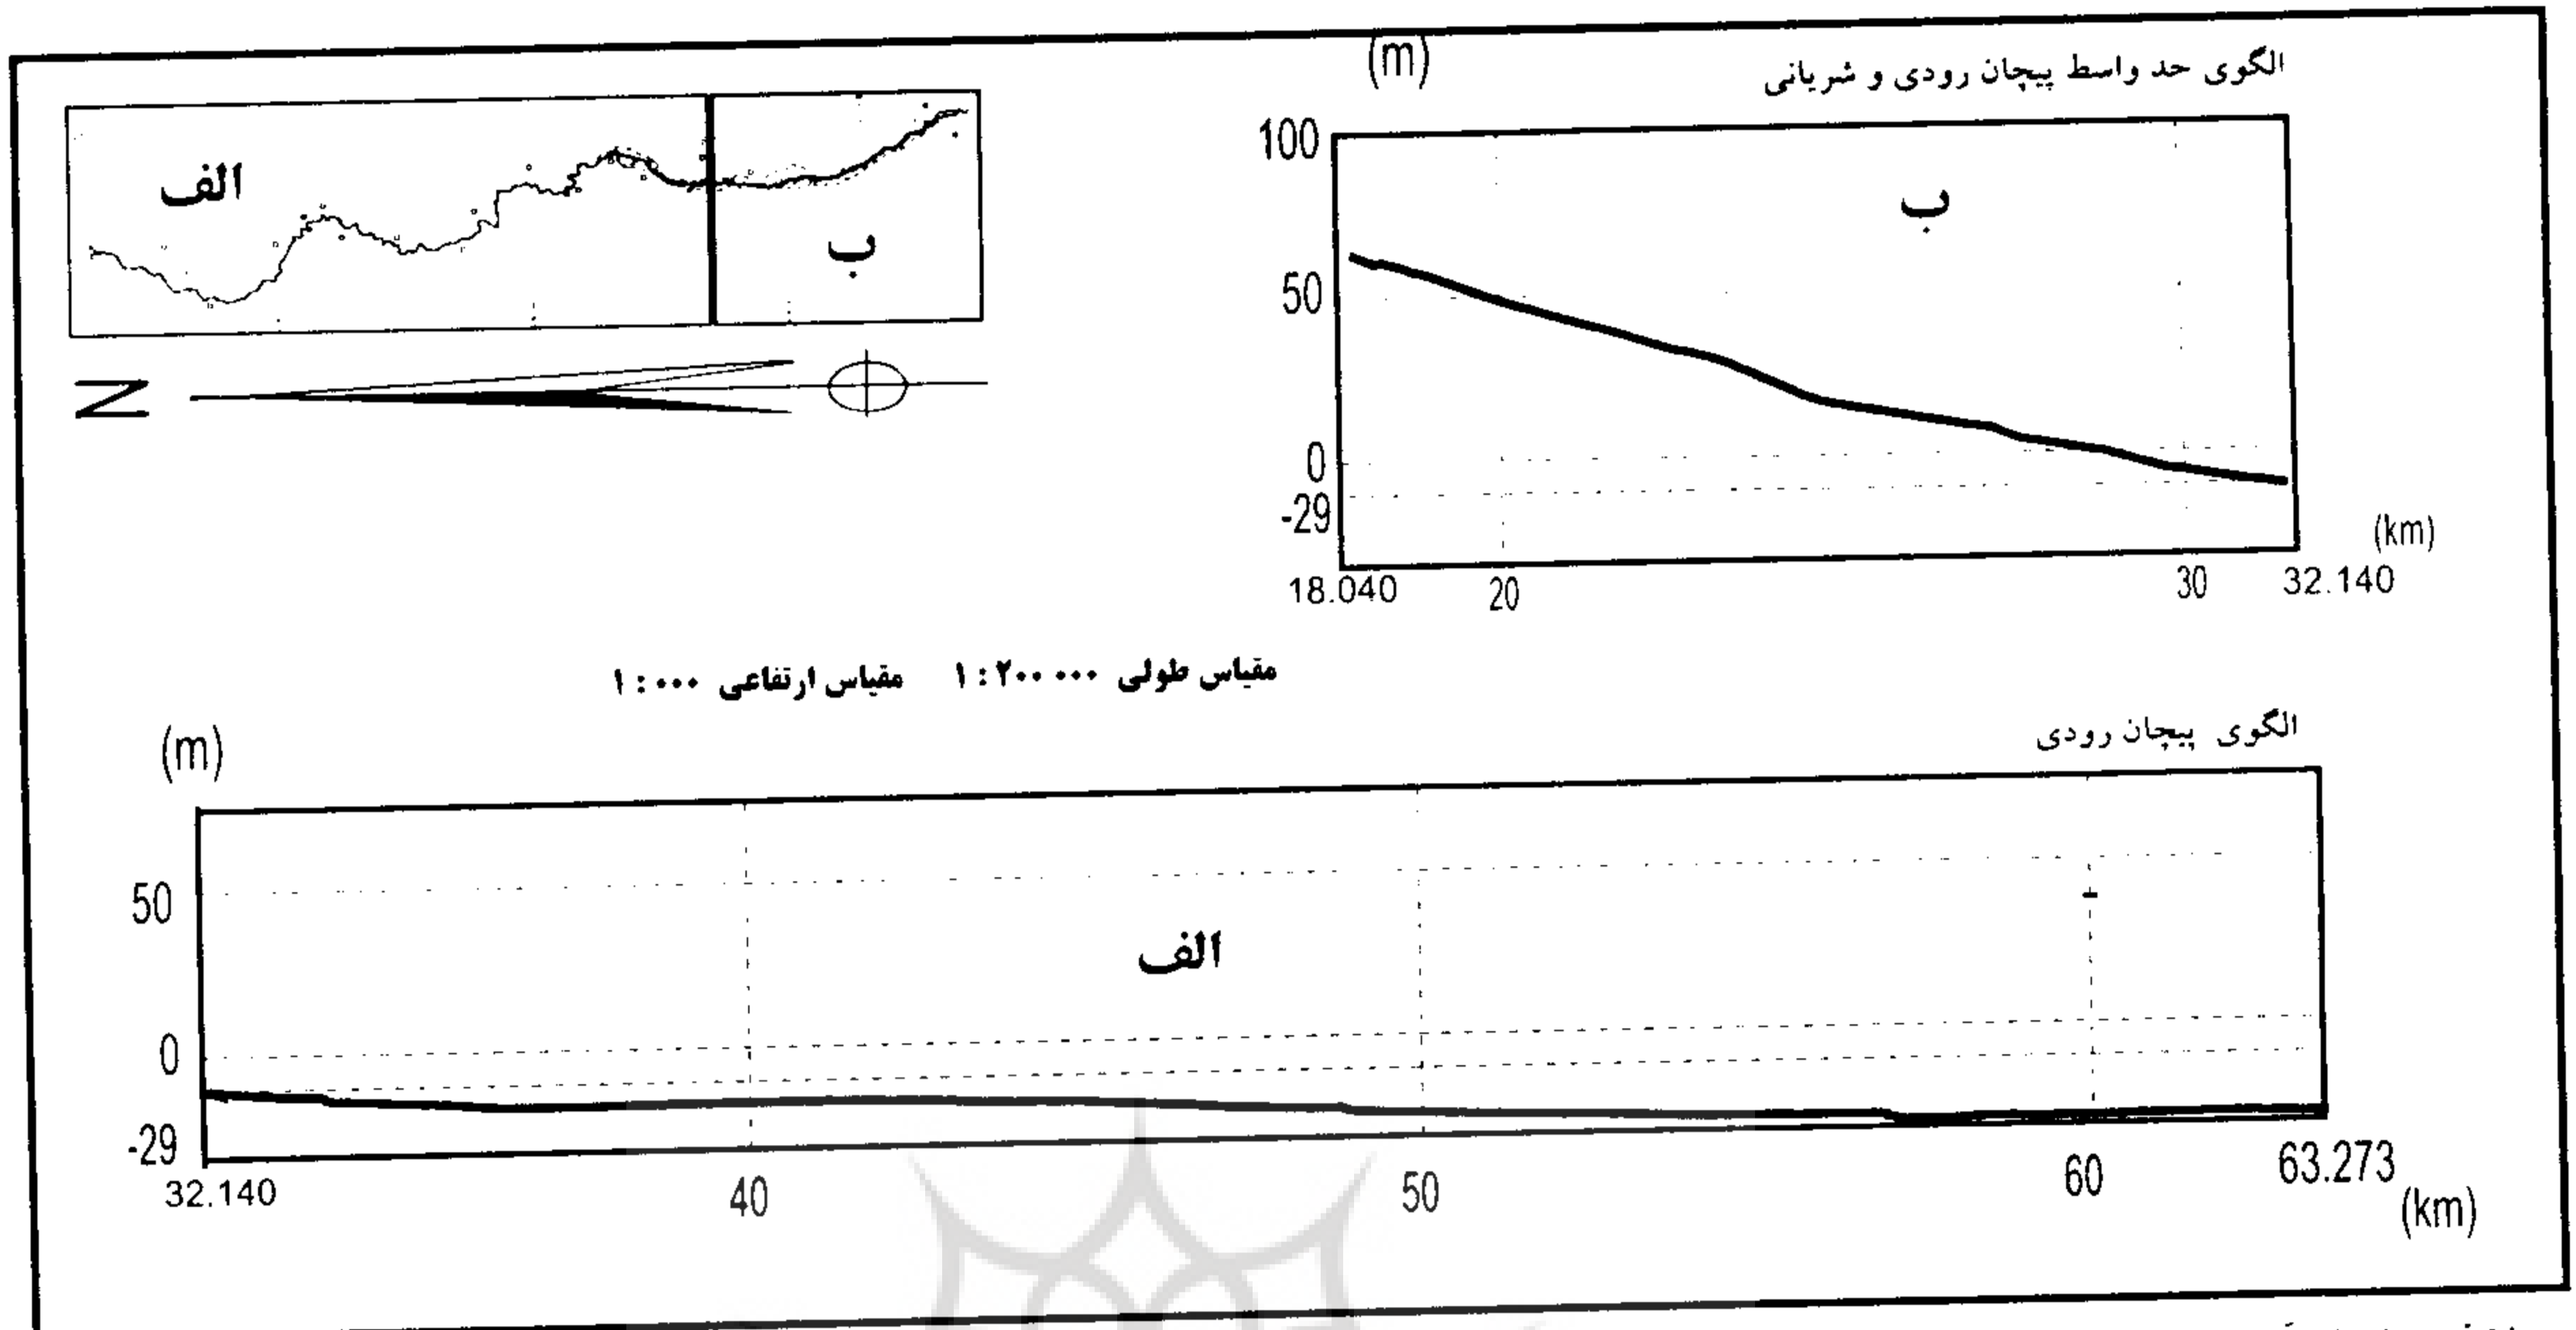 (m)
الگوی حد واسط پیچان رودی و شریانی
الف
ب
N
100
50
0
-29
ب
18.040
20
30
32.140
(km)
مقیاس طولی ۲۰۰۰۰۰ : ۱ مقیاس ارتفاعی ۰۰۰ : ۱
الگوی پیچان رودی
(m)
50
0
-29
الف
32.140
40
50
60
63.273
(km)